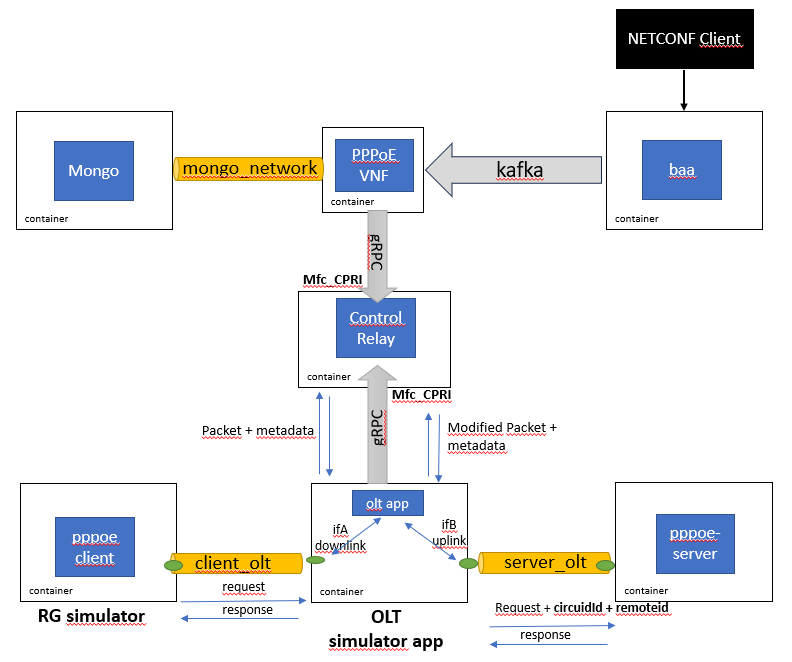 NETCONF Client
Mongo
container
mongo_network
PPPoE
VNF
container
kafka
baa
container
gRPC
Mfc_CPRI
Control
Relay
container
Mfc_CPRI
gRPC
Packet + metadata
Modified Packet +
metadata
pppoe
client
container
RG simulator
client_olt
request
response
olt app
ifA
downlink
ifB
uplink
container
OLT
simulator app
server_olt
Request + circuidId + remoteid
response
pppoe-
server
container